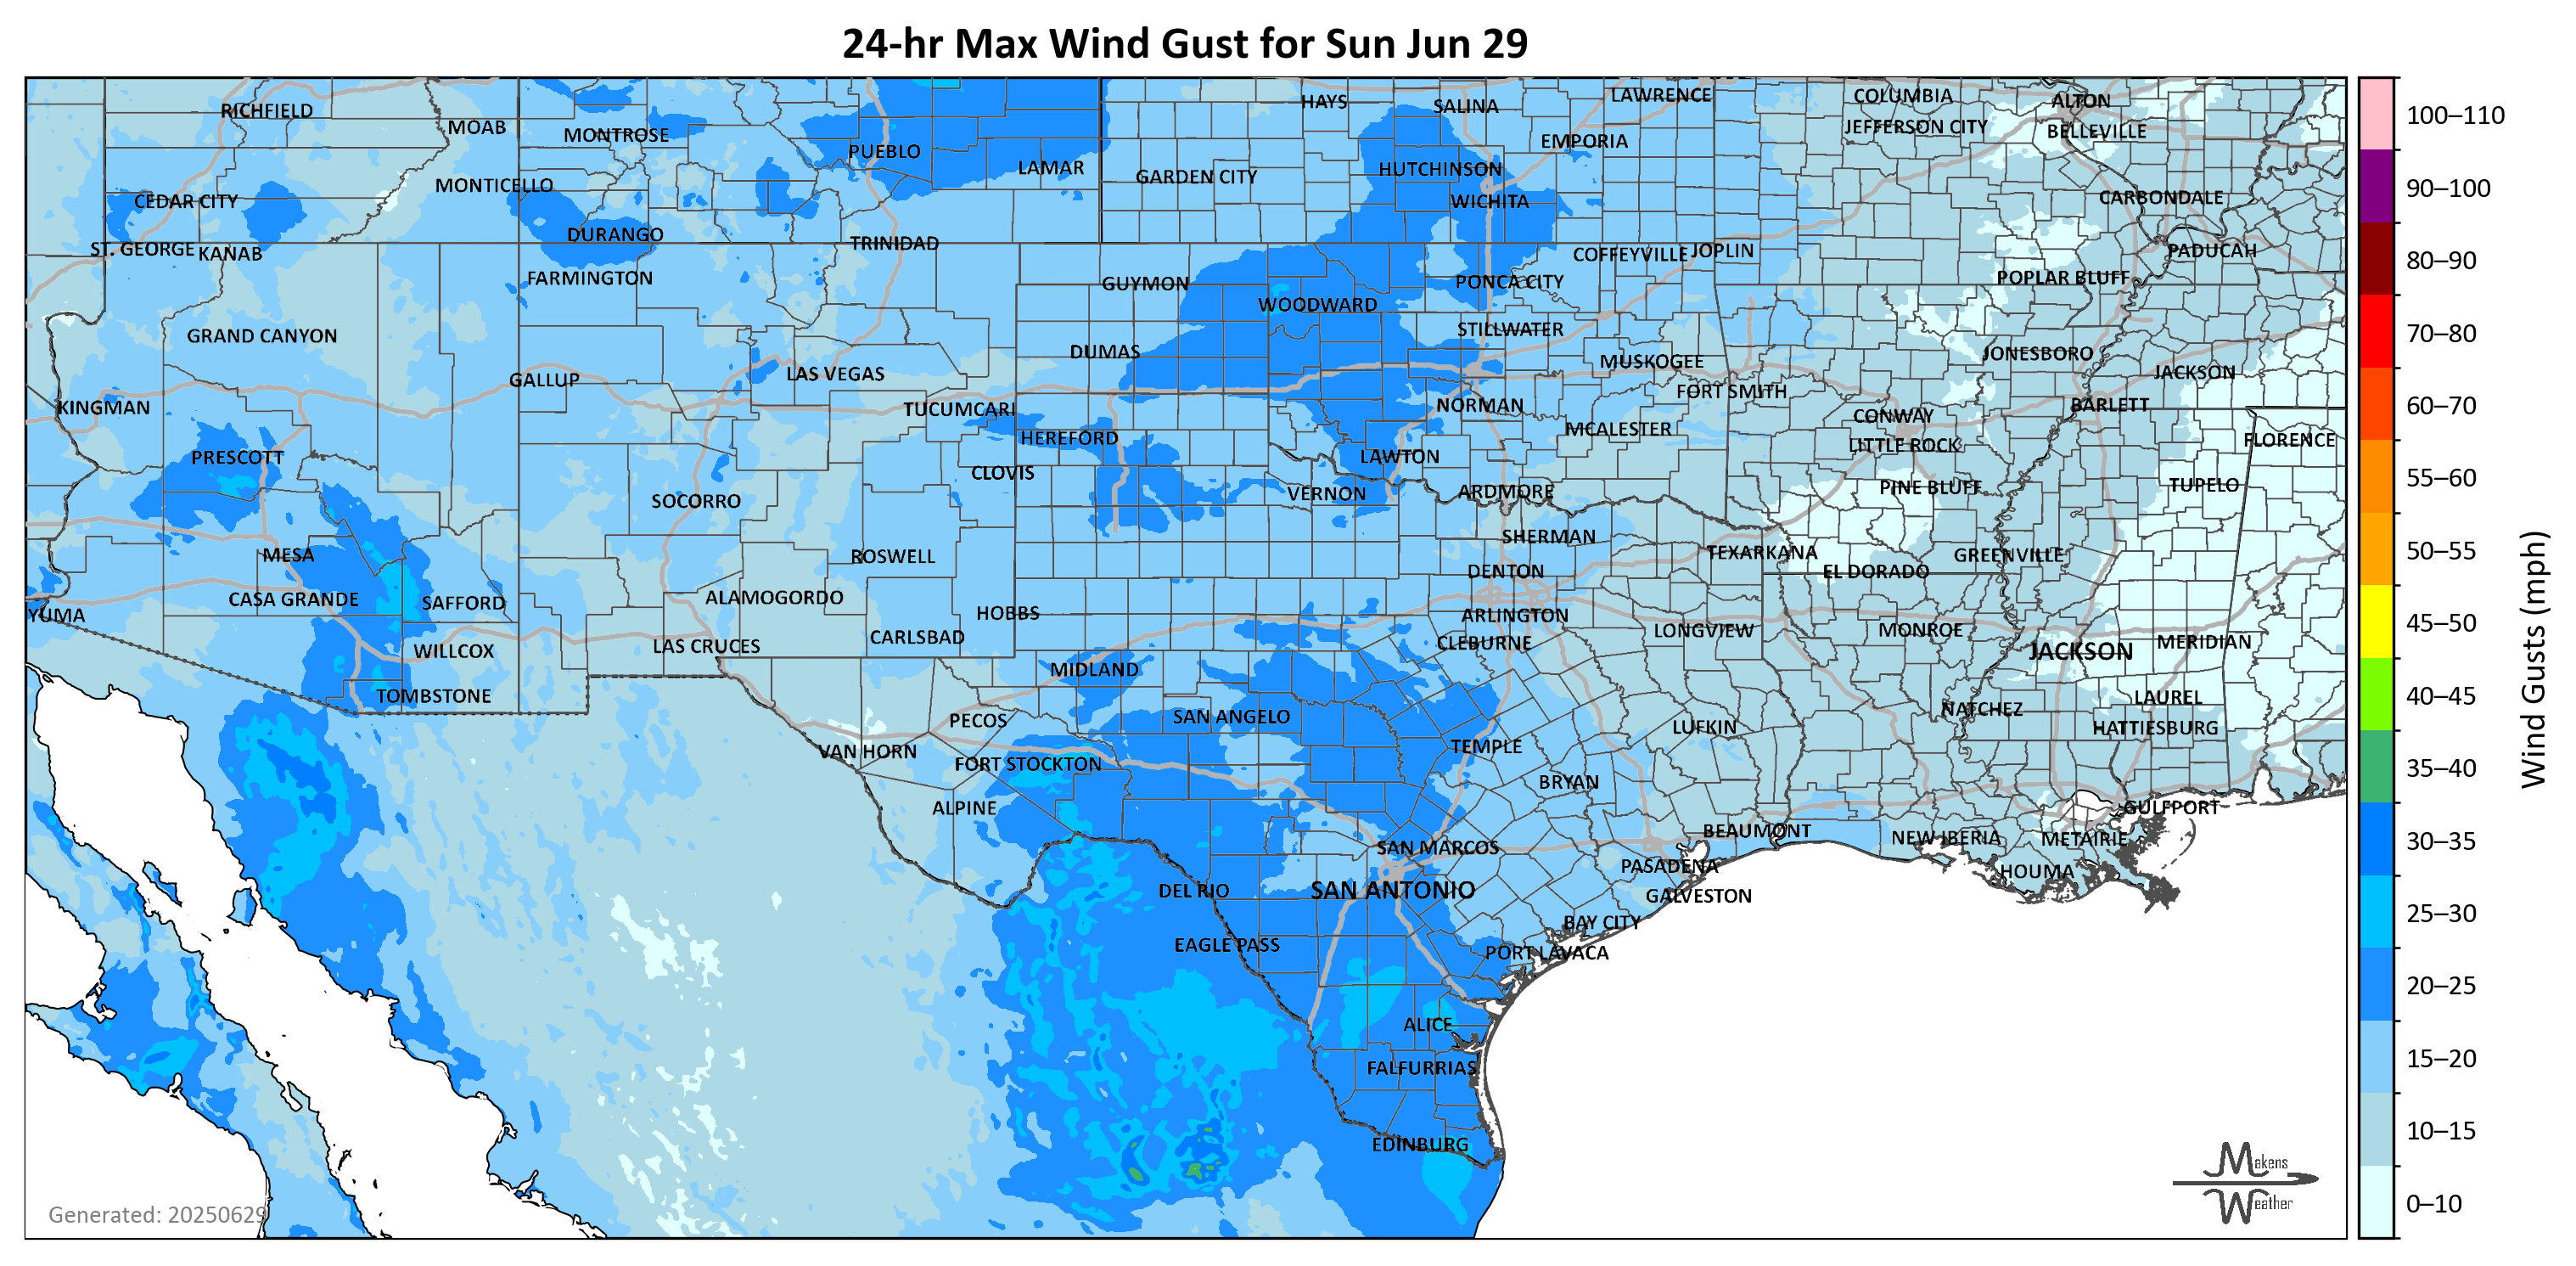 24-hr Max Wind Gust for Sun Jun 29
RICHFIELD
MOAB
MONTROSE
PUEBLO
LAMAR
HAYS
SALINA
LAWRENCE
COLUMBIA
ALTON
EMPORIA
JEFFERSON CITY
BELLEVILLE
CEDAR CITY
MONTICELLO
GARDEN CITY
HUTCHINSON
WICHITA
CARBONDALE
ST. GEORGE
KANAB
DURANGO
TRINIDAD
COFFEYVILLE
JOPLIN
PADUCAH
FARMINGTON
GUYMON
WOODWARD
PONCA CITY
POPLAR BLUFF
GRAND CANYON
DUMAS
STILLWATER
MUSKOGEE
JONESBORO
GALLUP
LAS VEGAS
JACKSON
KINGMAN
TUCUMCARI
NORMAN
FORT SMITH
CONWAY
BARLETT
PRESCOTT
HEREFORD
LAWTON
MCALESTER
LITTLE ROCK
FLORENCE
CLOVIS
VERNON
ARDMORE
PINE BLUFF
TUPELO
SOCORRO
MESA
ROSWELL
SHERMAN
TEXARKANA
GREENVILLE
DENTON
EL DORADO
YUMA
CASA GRANDE
SAFFORD
ALAMOGORDO
HOBBS
ARLINGTON
WILLCOX
LAS CRUCES
CARLSBAD
CLEBURNE
LONGVIEW
MONROE
JACKSON
MERIDIAN
TOMBSTONE
MIDLAND
PECOS
SAN ANGELO
LUFKIN
NATCHEZ
LAUREL
HATTIESBURG
VAN HORN
FORT STOCKTON
TEMPLE
BRYAN
ALPINE
SAN MARCOS
BEAUMONT
NEW IBERIA
METAIRIE
GULFPORT
DEL RIO
SAN ANTONIO
PASADENA
GALVESTON
HOUMA
EAGLE PASS
BAY CITY
PORT LAVACA
ALICE
FALFURRIAS
EDINBURG
Generated: 20250629
Makens
Weather
100–110
90–100
80–90
70–80
60–70
55–60
50–55
45–50
40–45
35–40
30–35
25–30
20–25
15–20
10–15
0–10
Wind Gusts (mph)